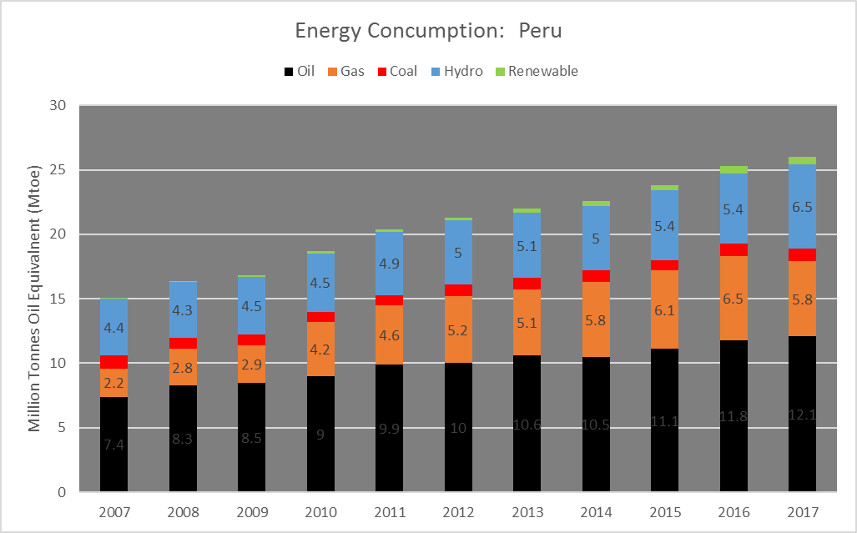 Energy Concumption:  Peru
Oil Gas Coal Hydro Renewable
Million Tonnes Oil Equivalnent (Mtoe)
30
25
20
15
10
5
0
4.4 4.3 4.5 4.5 4.9 5 5.1 5 5.4 5.4 6.5
2.2 2.8 2.9 4.2 4.6 5.2 5.1 5.8 6.1 6.5 5.8
7.4 8.3 8.5 9 9.9 10 10.6 10.5 11.1 11.8 12.1
2007 2008 2009 2010 2011 2012 2013 2014 2015 2016 2017